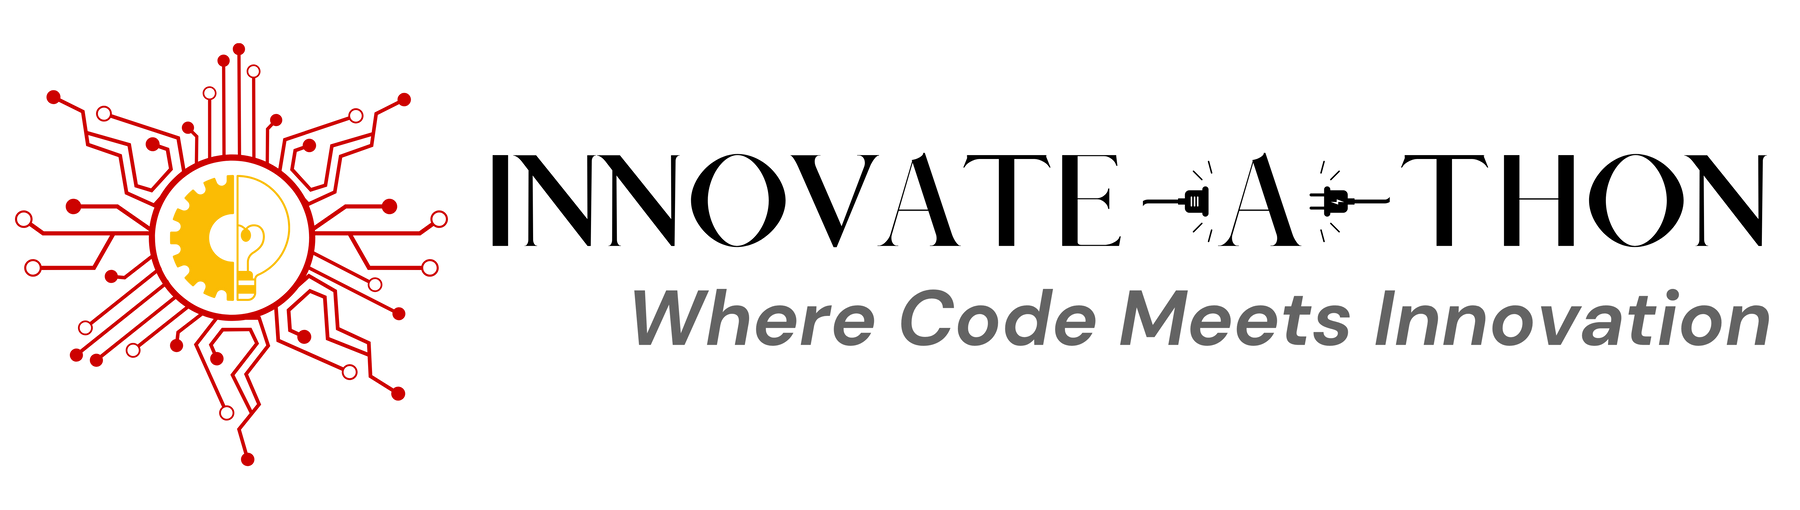 INNOVATE-A-THON
Where Code Meets Innovation